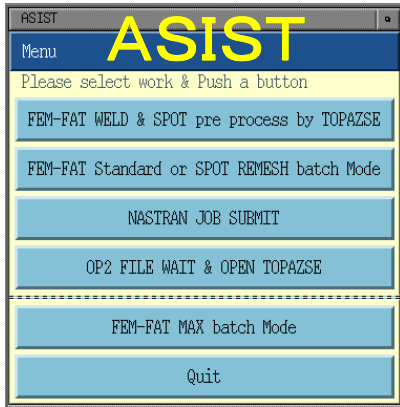 ASIST
ASIST
Menu
Please select work & Push a button
FEM-FAT WELD & SPOT pre process by TOPAZSE
FEM-FAT Standard or SPOT REMESH batch Mode
NASTRAN JOB SUBMIT
OP2 FILE WAIT & OPEN TOPAZSE
FEM-FAT MAX batch Mode
Quit